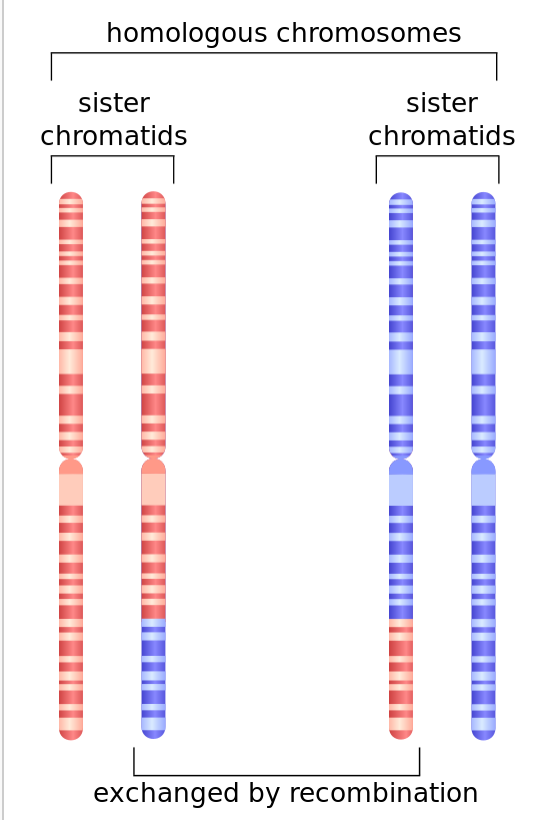 homologous chromosomes
sister
chromatids
sister
chromatids
exchanged by recombination